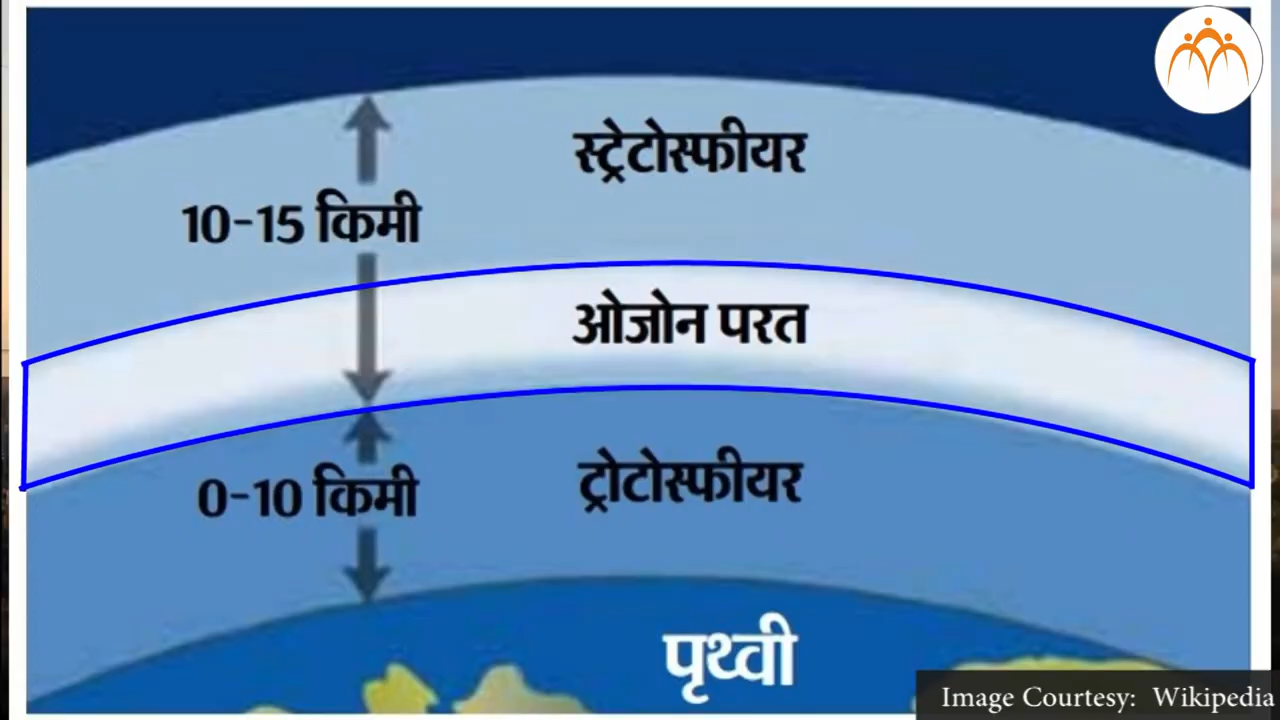 स्ट्रेटोस्फीयर
10-15 किमी
ओजोन परत
ट्रोटोस्फीयर
0-10 किमी
पृथ्वी
Image Courtesy: Wikipedia